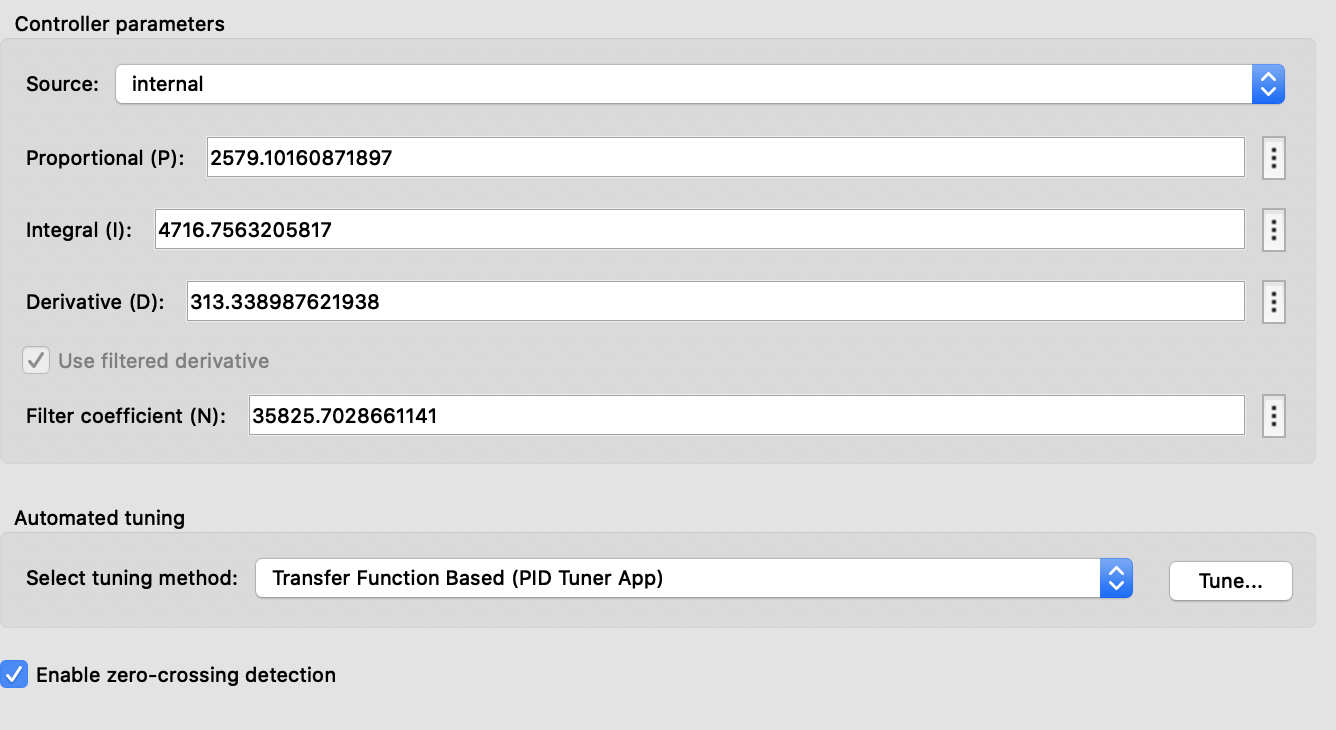 Controller parameters
Source: internal
Proportional (P): 2579.10160871897
Integral (I): 4716.7563205817
Derivative (D): 313.338987621938
Use filtered derivative
Filter coefficient (N): 35825.7028661141
Automated tuning
Select tuning method: Transfer Function Based (PID Tuner App) Tune...
Enable zero-crossing detection